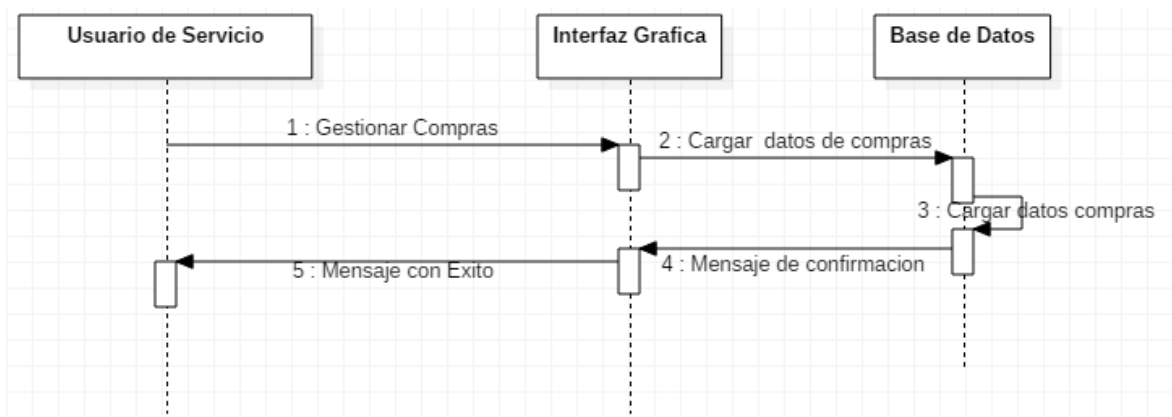 Usuario de Servicio
Interfaz Grafica
Base de Datos
1 : Gestionar Compras
2 : Cargar datos de compras
3 : Cargar datos compras
4 : Mensaje de confirmacion
5 : Mensaje con Exito